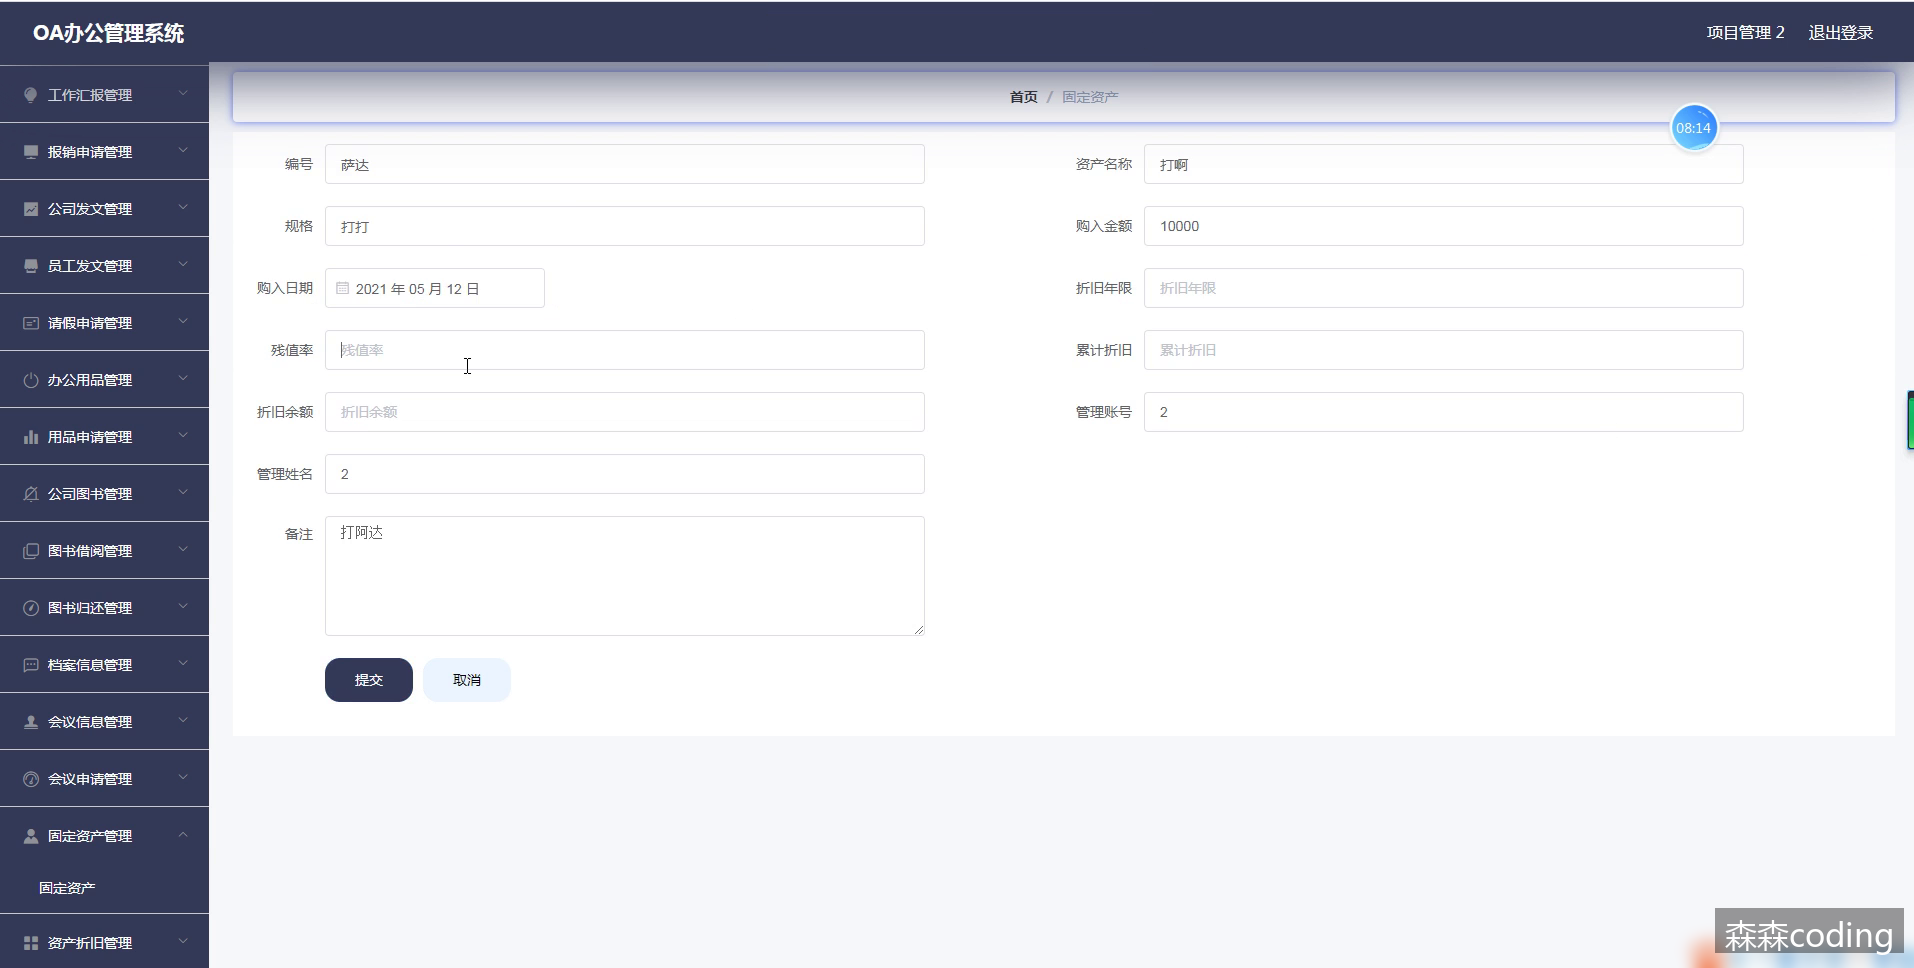 OA办公管理系统
项目管理 2 退出登录
工作汇报管理
报销申请管理
公司发文管理
员工发文管理
请假申请管理
办公用品管理
用品申请管理
公司图书管理
图书借阅管理
图书归还管理
档案信息管理
会议信息管理
会议申请管理
固定资产管理
固定资产
资产折旧管理
首页 / 固定资产
08:14
编号 萨达
资产名称 打啊
规格 打打
购入金额 10000
购入日期 2021 年 05 月 12 日
折旧年限 折旧年限
残值率 残值率
累计折旧 累计折旧
折旧余额 折旧余额
管理账号 2
管理姓名 2
备注 打阿达
提交 取消
森森coding